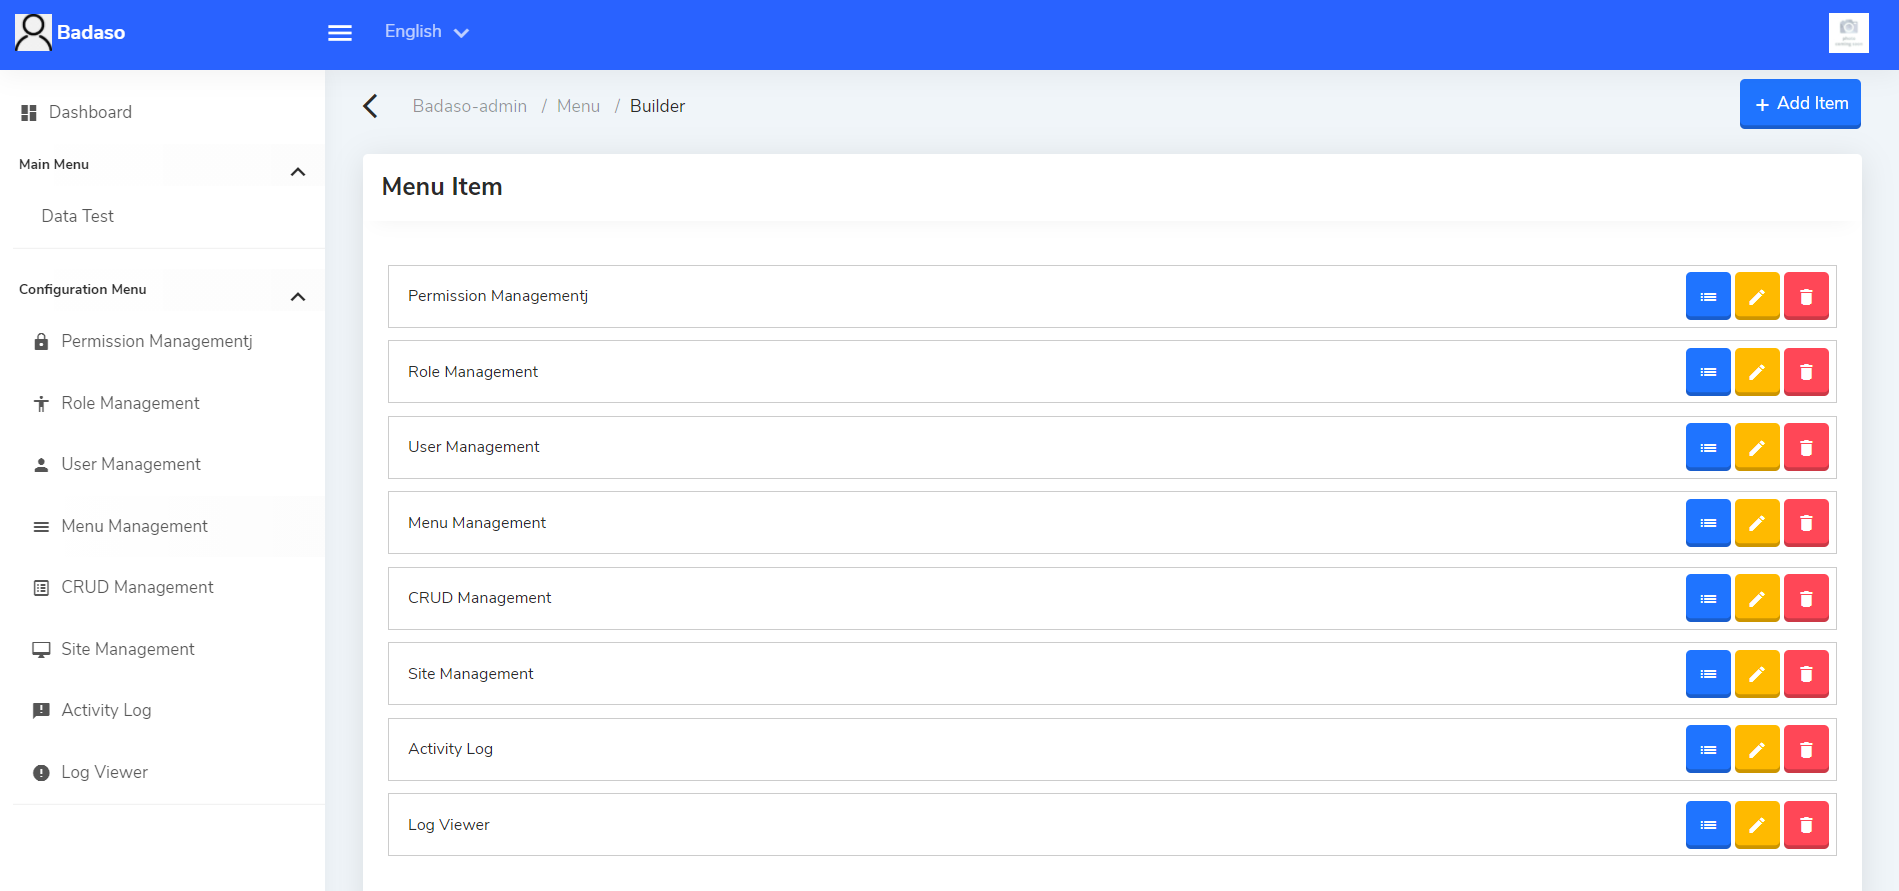 Badaso
English
Dashboard
Main Menu
Data Test
Configuration Menu
Permission Managementj
Role Management
User Management
Menu Management
CRUD Management
Site Management
Activity Log
Log Viewer
Badaso-admin / Menu / Builder
+ Add Item
Menu Item
Permission Managementj
Role Management
User Management
Menu Management
CRUD Management
Site Management
Activity Log
Log Viewer